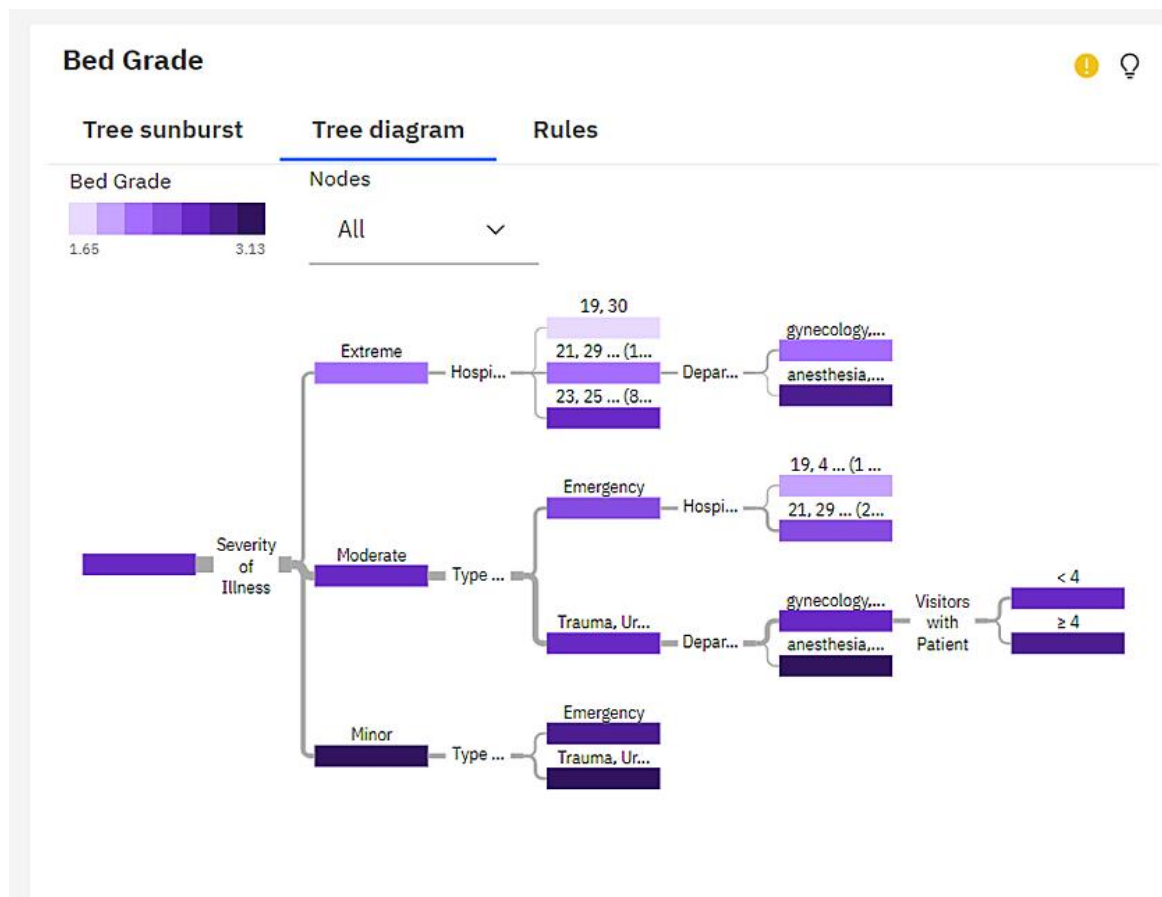 Bed Grade
Tree sunburst Tree diagram Rules
Bed Grade
1.65 3.13
Nodes
All
Severity
of
Illness
Extreme
Hospi...
19, 30
21, 29 ... (1...
23, 25 ... (8...
Depar...
gynecology,...
anesthesia,...
Moderate
Type ...
Emergency
Hospi...
19, 4 ... (1 ...
21, 29 ... (2...
Trauma, Ur...
Depar...
gynecology,...
anesthesia,...
Visitors
with
Patient
< 4
≥ 4
Minor
Type ...
Emergency
Trauma, Ur...